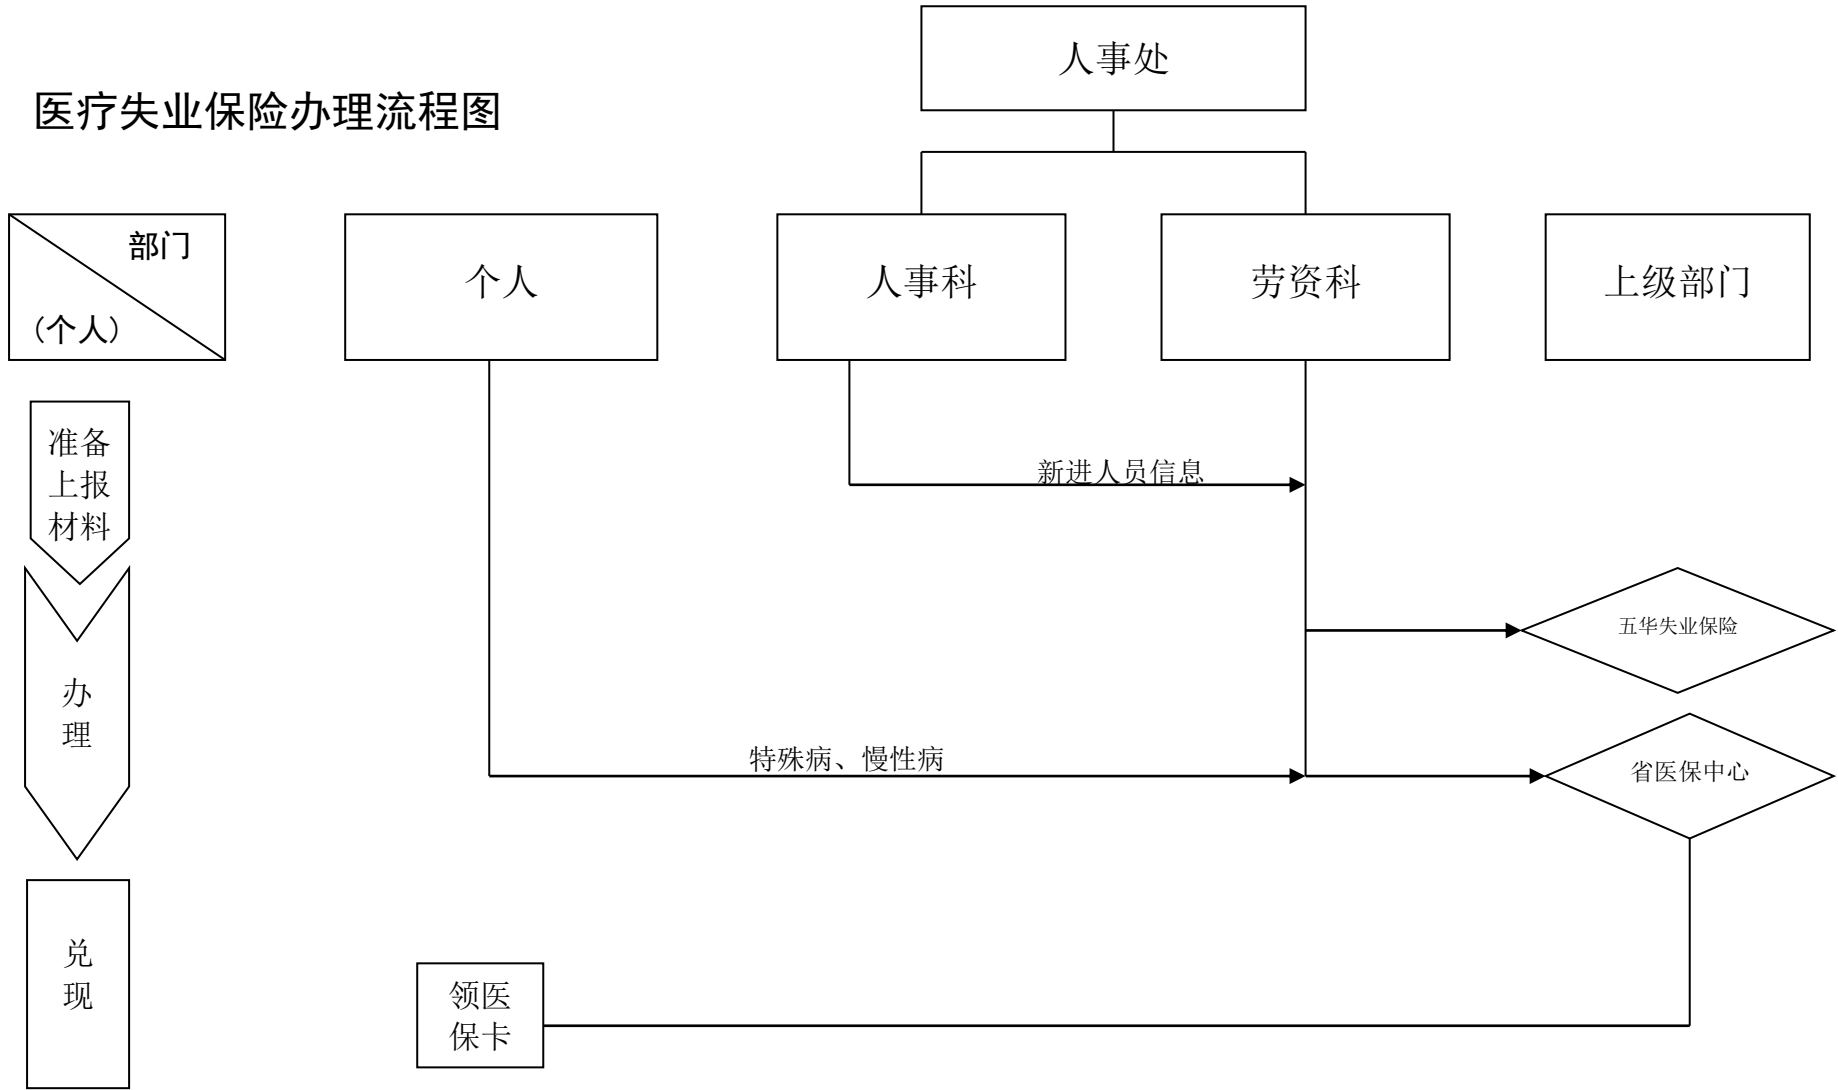 人事处
医疗失业保险办理流程图
部门
(个人)
个人
人事科
劳资科
上级部门
准备
上报
材料
新进人员信息
五华失业保险
办
理
特殊病、慢性病
省医保中心
兑
现
领医
保卡